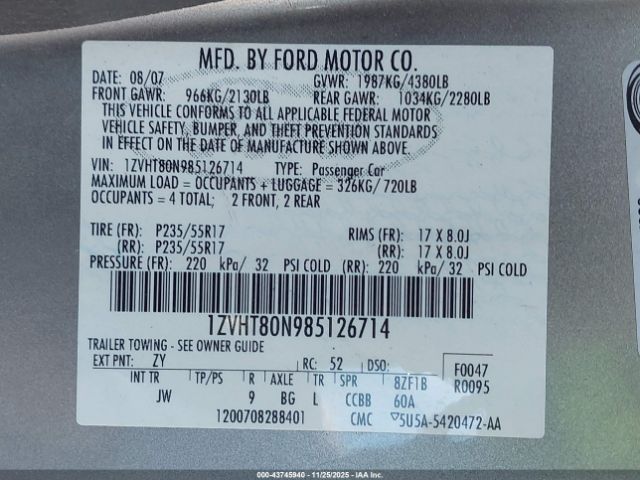 MFD. BY FORD MOTOR CO.
DATE: 08/07 GVWR: 1987KG/4380LB
FRONT GAWR: 966KG/2130LB REAR GAWR: 1034KG/2280LB
THIS VEHICLE CONFORMS TO ALL APPLICABLE FEDERAL MOTOR
VEHICLE SAFETY, BUMPER, AND THEFT PREVENTION STANDARDS
IN EFFECT ON THE DATE OF MANUFACTURE SHOWN ABOVE.
VIN: 1ZVHT80N985126714 TYPE: Passenger Car
MAXIMUM LOAD = OCCUPANTS + LUGGAGE = 326KG/ 720LB
OCCUPANTS = 4 TOTAL; 2 FRONT, 2 REAR
TIRE (FR): P235/55R17 RIMS (FR): 17 X 8.0J
(RR): P235/55R17 (RR): 17 X 8.0J
PRESSURE (FR): 220 kPa/ 32 PSI COLD (RR): 220 kPa/ 32 PSI COLD
1ZVHT80N985126714
TRAILER TOWING - SEE OWNER GUIDE
EXT PNT: ZY RC: 52 DSO: F0047
INT TR TP/PS R AXLE TR SPR 8ZF1B R0095
JW 9 BG L CCBB 60A
1200708288401 CMC ▽5U5A-5420472-AA
00-43745940 - 11/25/2025 - IAA, Inc.